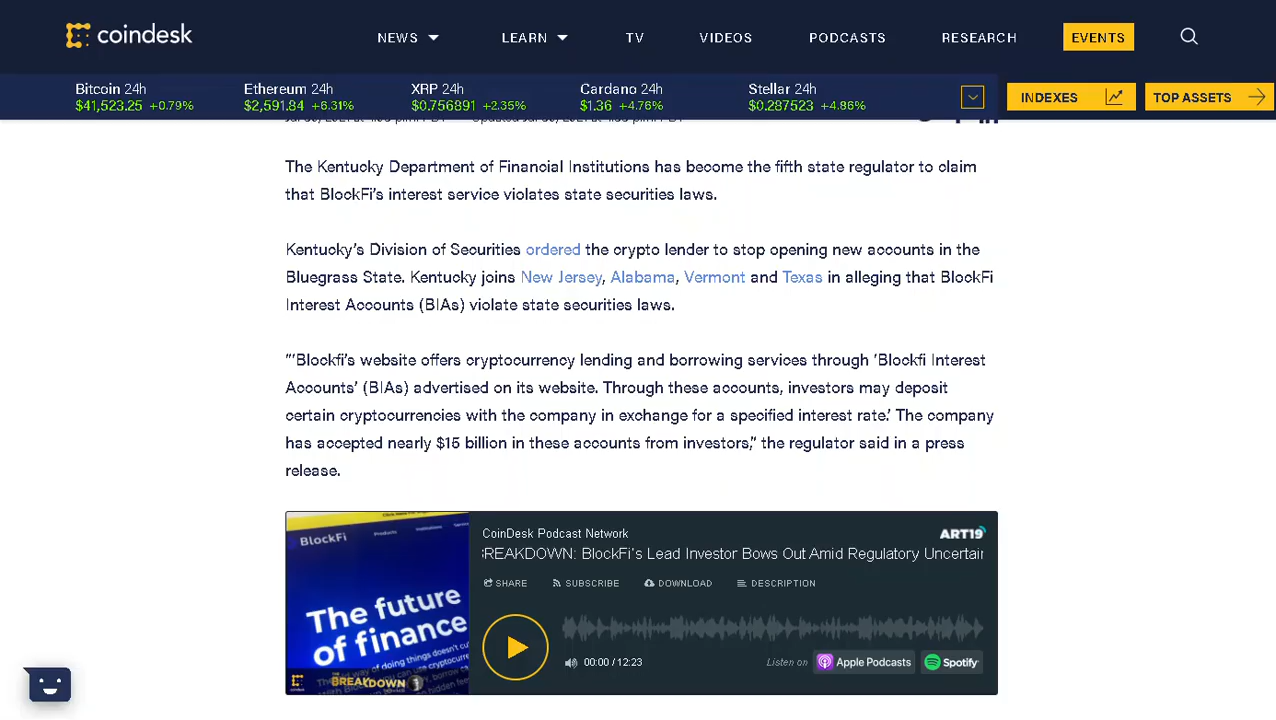 coindesk
NEWS
LEARN
TV
VIDEOS
PODCASTS
RESEARCH
EVENTS
Bitcoin 24h
$41,523.25 +0.79%
Ethereum 24h
$2,591.84 +6.31%
XRP 24h
$0.756891 +2.35%
Cardano 24h
$1.36 +4.76%
Stellar 24h
$0.287523 +4.86%
INDEXES
TOP ASSETS
The Kentucky Department of Financial Institutions has become the fifth state regulator to claim
that BlockFi's interest service violates state securities laws.
Kentucky's Division of Securities ordered the crypto lender to stop opening new accounts in the
Bluegrass State. Kentucky joins New Jersey, Alabama, Vermont and Texas in alleging that BlockFi
Interest Accounts (BIAs) violate state securities laws.
"'Blockfi's website offers cryptocurrency lending and borrowing services through 'Blockfi Interest
Accounts' (BIAs) advertised on its website. Through these accounts, investors may deposit
certain cryptocurrencies with the company in exchange for a specified interest rate.' The company
has accepted nearly $15 billion in these accounts from investors," the regulator said in a press
release.
BlockFi
Products
Institutions
The future
of finance
BREAKDOWN
CoinDesk Podcast Network
ART19
BREAKDOWN: BlockFi's Lead Investor Bows Out Amid Regulatory Uncertain
SHARE
SUBSCRIBE
DOWNLOAD
DESCRIPTION
00:00 / 12:23
Listen on
Apple Podcasts
Spotify